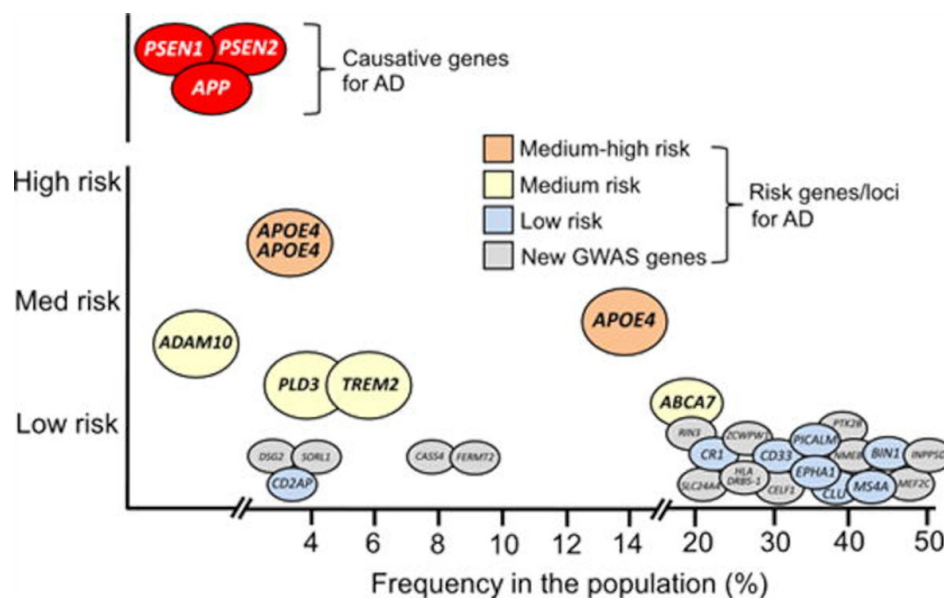 PSEN1
PSEN2
APP
Causative genes
for AD
Medium-high risk
Medium risk
Low risk
New GWAS genes
Risk genes/loci
for AD
High risk
Med risk
Low risk
APOE4
APOE4
APOE4
ADAM10
PLD3
TREM2
ABCA7
DSG2
SORL1
CD2AP
CASS4
FERMT2
RIN3
ZCWPW1
PTK2B
PICALM
CR1
CD33
NME8
BIN1
INPP5D
EPHA1
HLA
DRB5-1
SLC24A4
CELF1
CLU
MS4A
MEF2C
4
6
8
10
12
14
20
30
40
50
Frequency in the population (%)